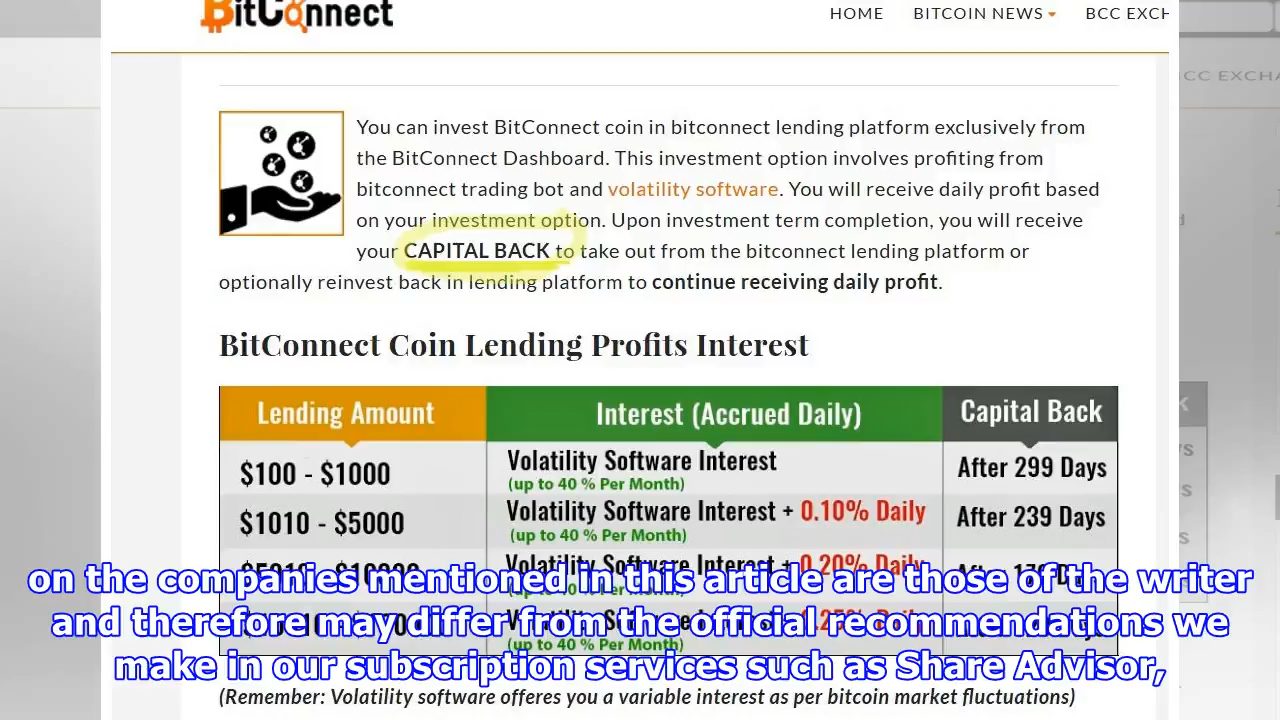 BitConnect
HOME BITCOIN NEWS BCC EXCH
CC EXCHA
You can invest BitConnect coin in bitconnect lending platform exclusively from
the BitConnect Dashboard. This investment option involves profiting from
bitconnect trading bot and volatility software. You will receive daily profit based
on your investment option. Upon investment term completion, you will receive
your CAPITAL BACK to take out from the bitconnect lending platform or
optionally reinvest back in lending platform to continue receiving daily profit.
BitConnect Coin Lending Profits Interest
Lending Amount Interest (Accrued Daily) Capital Back
$100 - $1000 Volatility Software Interest After 299 Days
(up to 40 % Per Month)
$1010 - $5000 Volatility Software Interest + 0.10% Daily After 239 Days
(up to 40 % Per Month)
Volatility Software Interest + 0.20% Daily
on the companies mentioned in this article are those of the writer
and therefore may differ from the official recommendations we
(up to 40 % Per Month)
make in our subscription services such as Share Advisor,
(Remember: Volatility software offeres you a variable interest as per bitcoin market fluctuations)